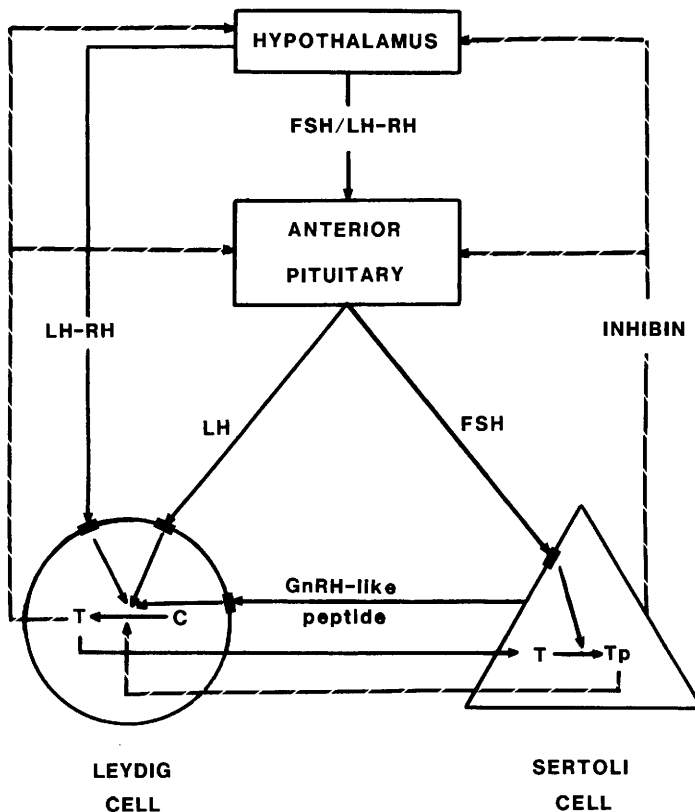 HYPOTHALAMUS
FSH/LH-RH
ANTERIOR
PITUITARY
LH-RH
INHIBIN
LH
FSH
GnRH-like
peptide
T
C
T
Tp
LEYDIG
CELL
SERTOLI
CELL